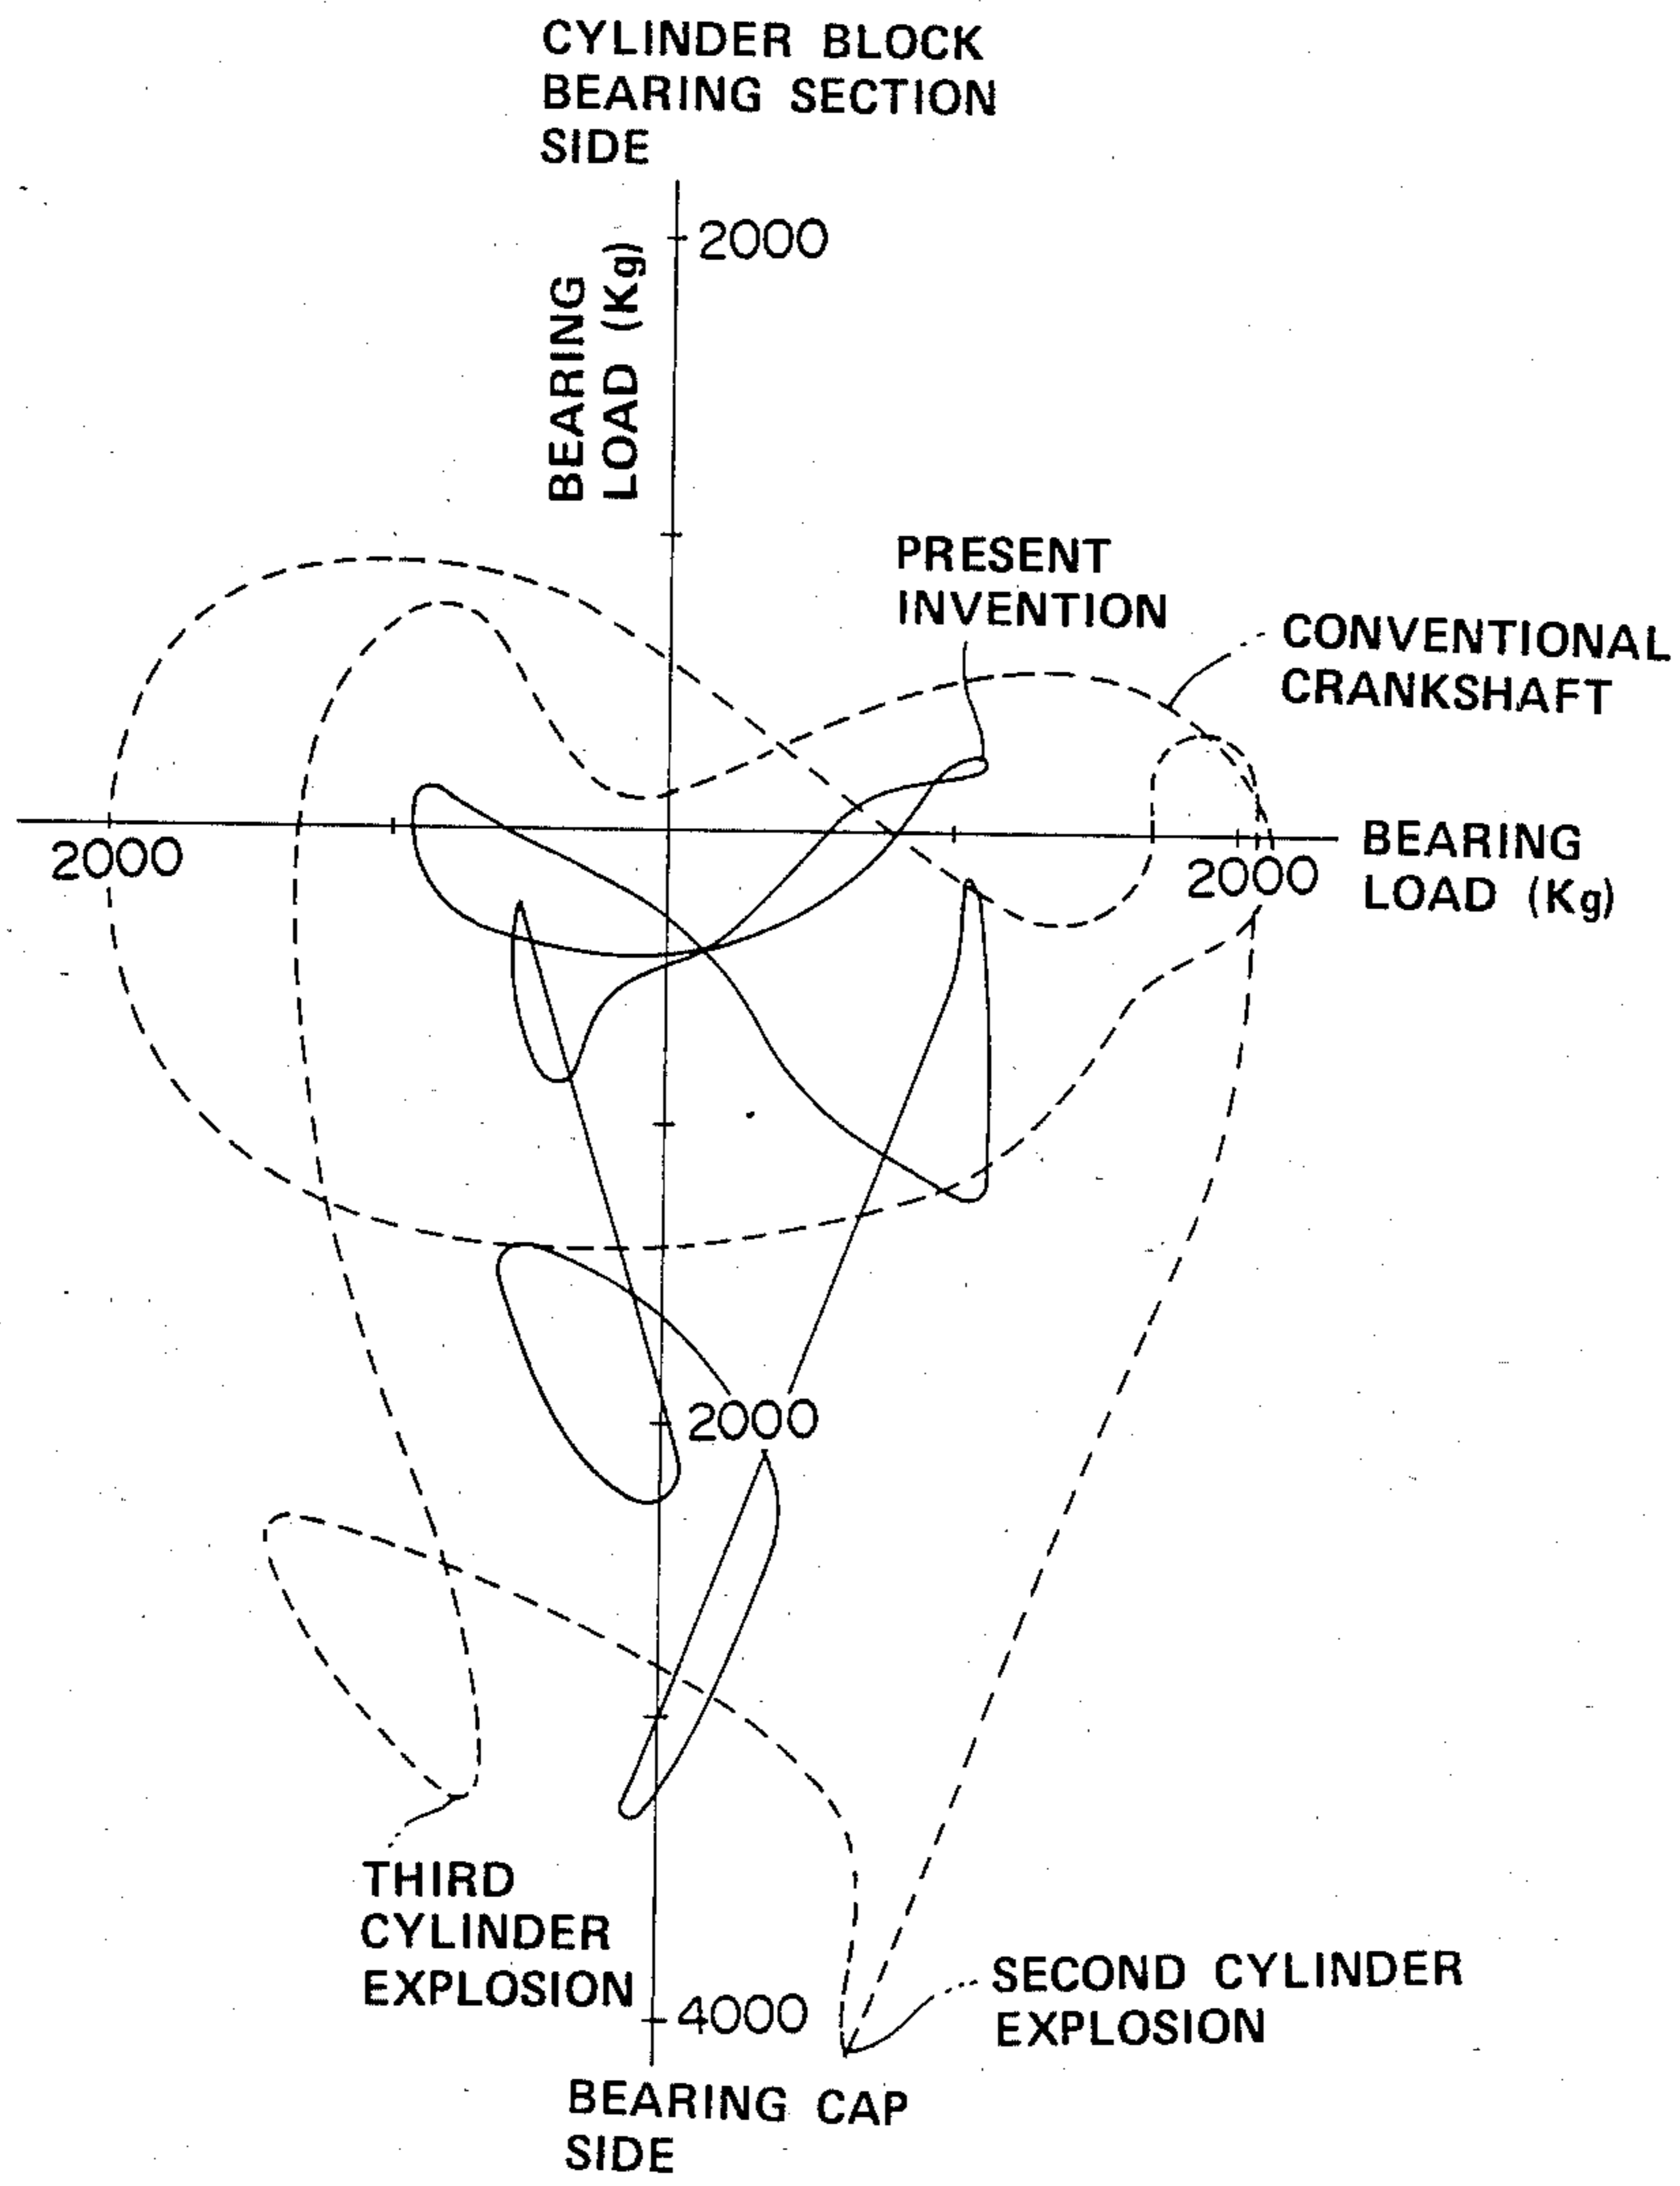 CYLINDER BLOCK
BEARING SECTION
SIDE
2000
BEARING
LOAD (Kg)
PRESENT
INVENTION
CONVENTIONAL
CRANKSHAFT
2000
2000
BEARING
LOAD (Kg)
2000
THIRD
CYLINDER
EXPLOSION
SECOND CYLINDER
EXPLOSION
4000
BEARING CAP
SIDE